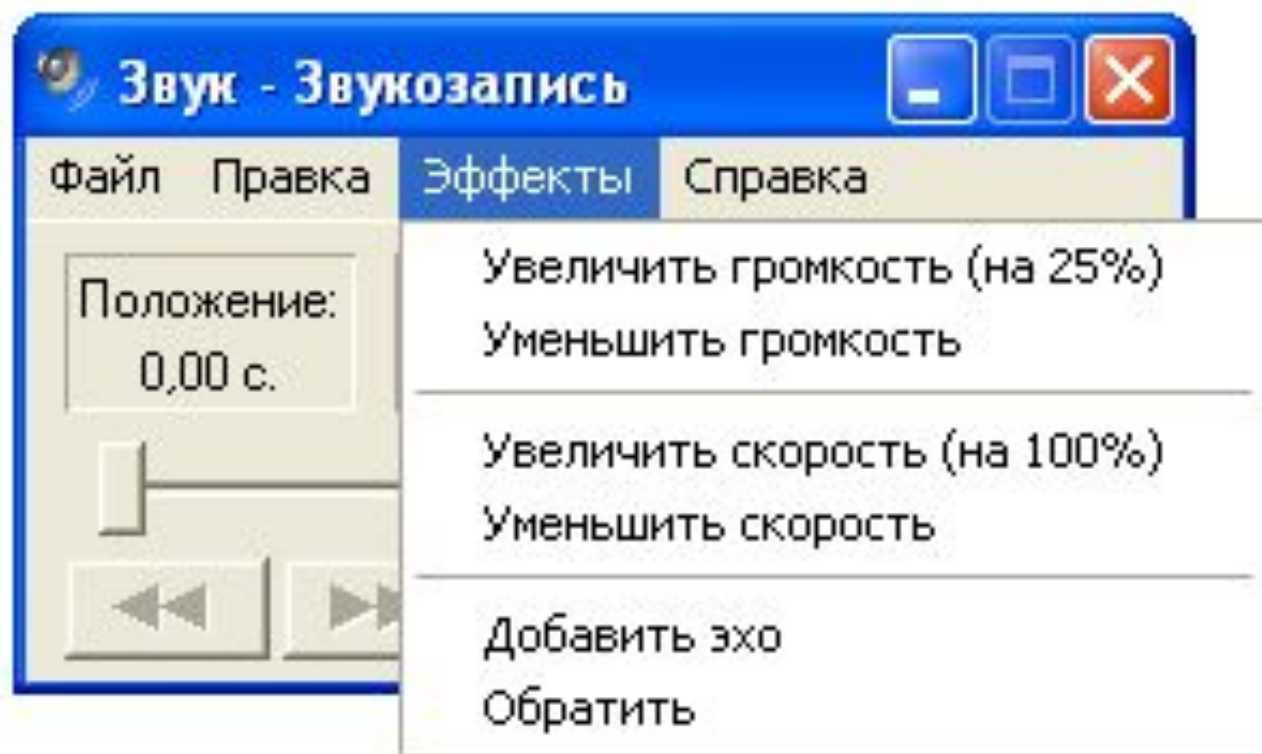 Звук - Звукозапись
Файл Правка Эффекты Справка
Положение:
0,00 с.
Увеличить громкость (на 25%)
Уменьшить громкость
Увеличить скорость (на 100%)
Уменьшить скорость
Добавить эхо
Обратить